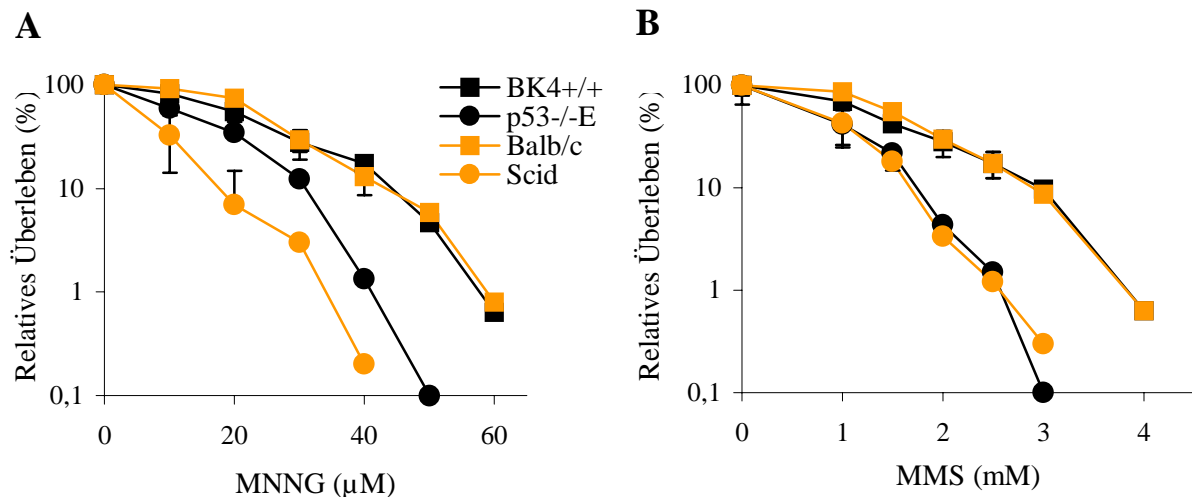 A
B
Relatives Überleben (%)
100
10
1
0,1
0
20
40
60
MNNG (µM)
BK4+/+
p53-/-E
Balb/c
Scid
Relatives Überleben (%)
100
10
1
0,1
0
1
2
3
4
MMS (mM)